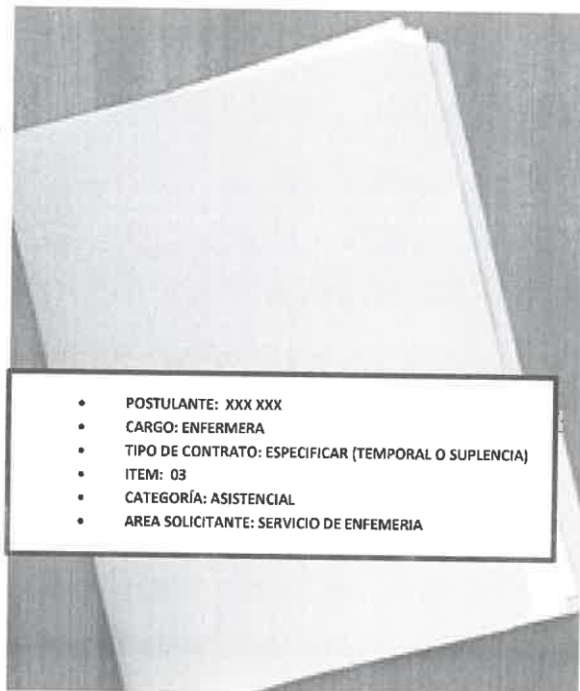 • POSTULANTE: XXX XXX
• CARGO: ENFERMERA
• TIPO DE CONTRATO: ESPECIFICAR (TEMPORAL O SUPLENCIA)
• ITEM: 03
• CATEGORÍA: ASISTENCIAL
• AREA SOLICITANTE: SERVICIO DE ENFEMERIA